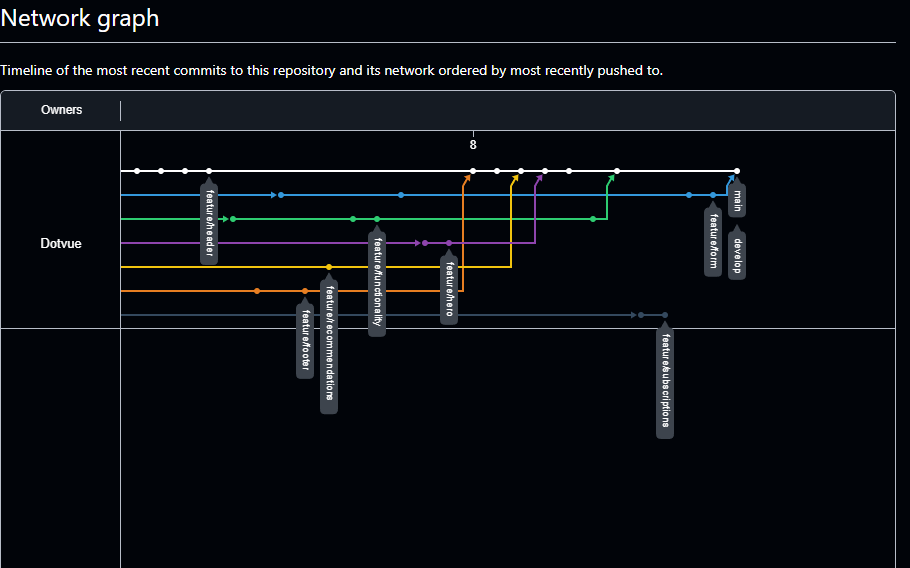 Network graph
Timeline of the most recent commits to this repository and its network ordered by most recently pushed to.
Owners
8
Dotvue
feature/header
feature/footer
feature/recommendations
feature/functionality
feature/hero
feature/subscriptions
feature/form
main
develop